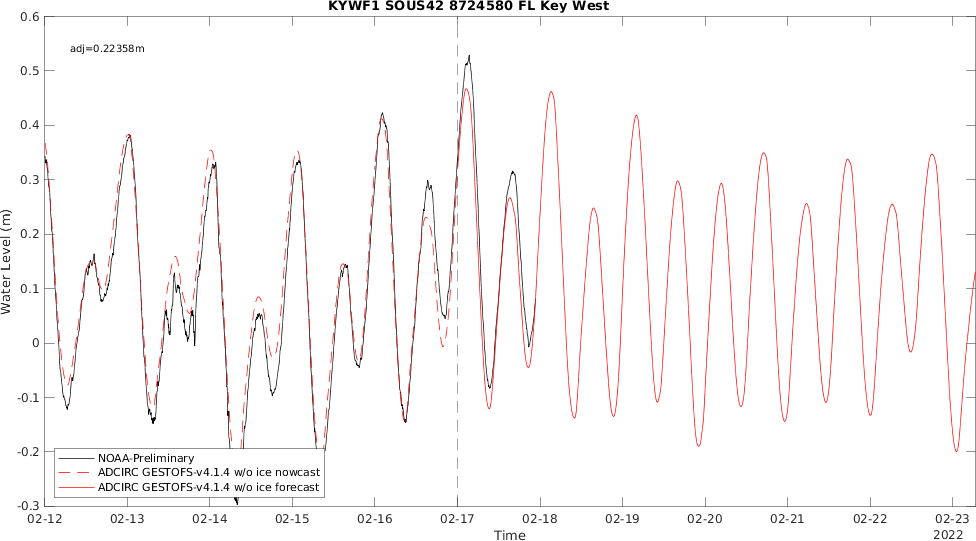 KYWF1 SOUS42 8724580 FL Key West
adj=0.22358m
Water Level (m)
0.6
0.5
0.4
0.3
0.2
0.1
0
-0.1
-0.2
-0.3
NOAA-Preliminary
ADCIRC GESTOFS-v4.1.4 w/o ice nowcast
ADCIRC GESTOFS-v4.1.4 w/o ice forecast
02-12 02-13 02-14 02-15 02-16 02-17 02-18 02-19 02-20 02-21 02-22 02-23
Time
2022